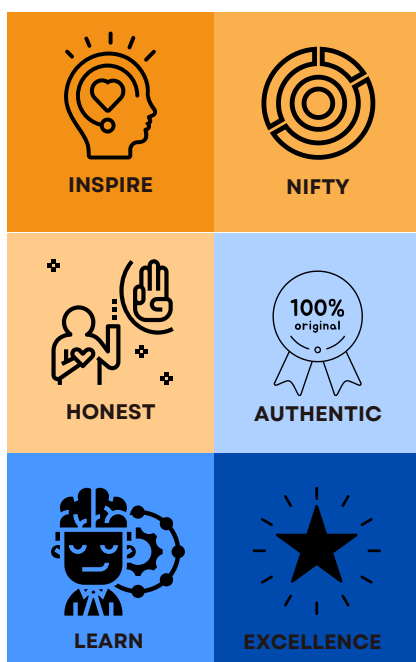 INSPIRE
NIFTY
HONEST
100%
original
AUTHENTIC
LEARN
EXCELLENCE